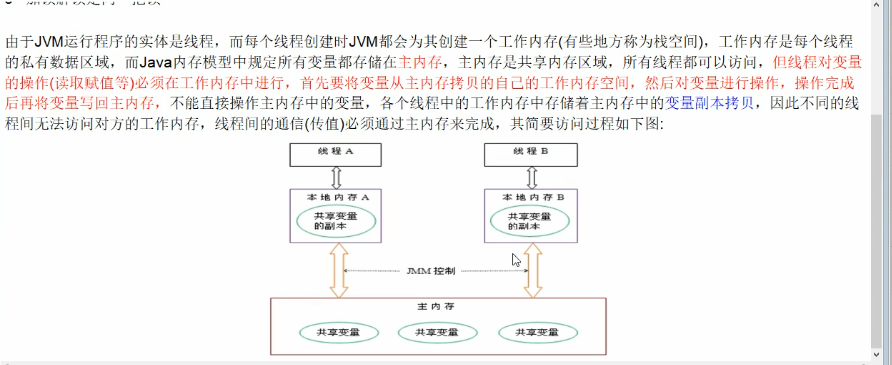 由于JVM运行程序的实体是线程，而每个线程创建时JVM都会为其创建一个工作内存(有些地方称为栈空间)，工作内存是每个线程
的私有数据区域，而Java内存模型中规定所有变量都存储在主内存，主内存是共享内存区域，所有线程都可以访问，但线程对变量
的操作(读取赋值等)必须在工作内存中进行，首先要将变量从主内存拷贝的自己的工作内存空间，然后对变量进行操作，操作完成
后再将变量写回主内存，不能直接操作主内存中的变量，各个线程中的工作内存中存储着主内存中的变量副本拷贝，因此不同的线
程间无法访问对方的工作内存，线程间的通信(传值)必须通过主内存来完成，其简要访问过程如下图:
线程A
线程B
本地内存A
本地内存B
共享变量
的副本
共享变量
的副本
JMM控制
主内存
共享变量
共享变量
共享变量